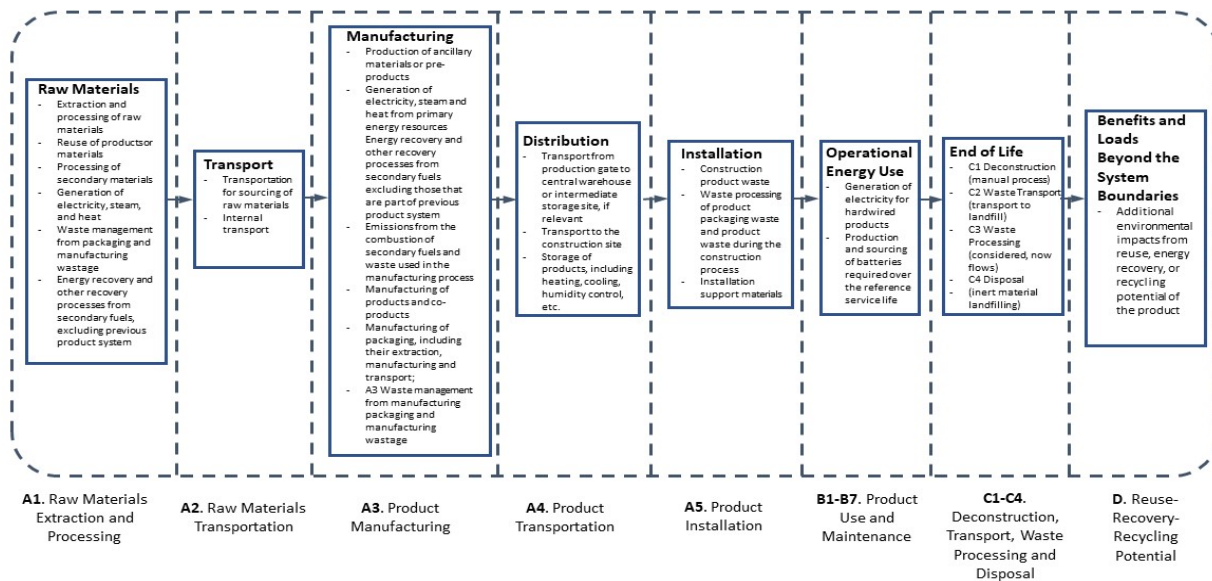 Raw Materials
- Extraction and
processing of raw
materials
- Reuse of productsor
materials
- Processing of
secondary materials
- Generation of
electricity, steam, and
heat
- Waste management
from packaging and
manufacturing
wastage
- Energy recovery and
other recovery
processes from
secondary fuels,
excluding previous
product system
A1. Raw Materials
Extraction and
Processing
Transport
- Transportation
for sourcing of
raw materials
- Internal
transport
A2. Raw Materials
Transportation
Manufacturing
- Production of ancillary
materials or pre-
products
- Generation of
electricity, steam and
heat from primary
energy resources
Energy recovery and
other recovery
processes from
secondary fuels
excluding those that
are part of previous
product system
- Emissions from the
combustion of
secondary fuels and
waste used in the
manufacturing process
- Manufacturing of
products and co-
products
- Manufacturing of
packaging, including
their extraction,
manufacturing and
transport;
- A3 Waste management
from manufacturing
packaging and
manufacturing
wastage
A3. Product
Manufacturing
Distribution
- Transport from
production gate to
central warehouse
or intermediate
storage site, if
relevant
- Transport to the
construction site
- Storage of
products, including
heating, cooling,
humidity control,
etc.
A4. Product
Transportation
Installation
- Construction
product waste
- Waste processing
of product
packaging waste
and product
waste during the
construction
process
- Installation
support materials
A5. Product
Installation
Operational
Energy Use
- Generation of
electricity for
hardwired
products
- Production
and sourcing
of batteries
required over
the reference
service life
B1-B7. Product
Use and
Maintenance
End of Life
- C1 Deconstruction
(manual process)
- C2 Waste Transport
(transport to
landfill)
- C3 Waste
Processing
(considered, now
flows)
- C4 Disposal
- (inert material
landfilling)
C1-C4.
Deconstruction,
Transport, Waste
Processing and
Disposal
Benefits and
Loads
Beyond the
System
Boundaries
- Additional
environmental
impacts from
reuse, energy
recovery, or
recycling
potential of
the product
D. Reuse-
Recovery-
Recycling
Potential